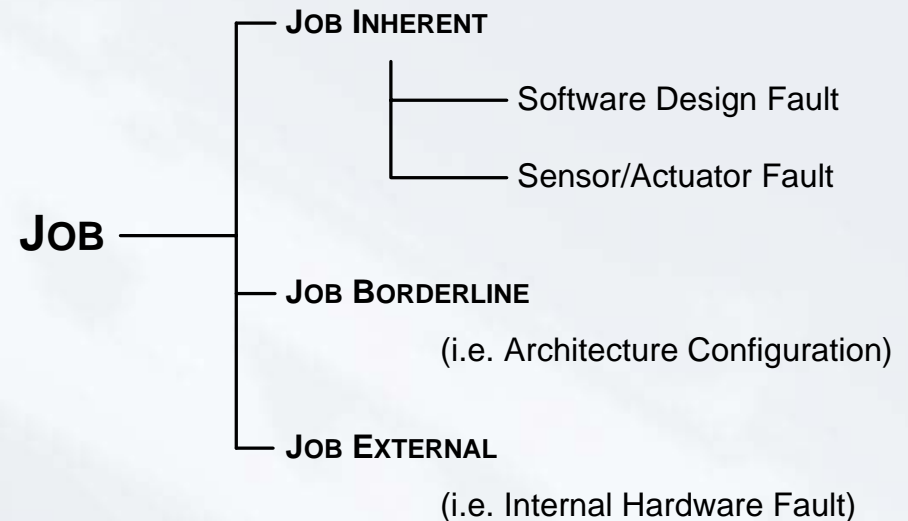 JOB INHERENT
Software Design Fault
Sensor/Actuator Fault
JOB
JOB BORDERLINE
(i.e. Architecture Configuration)
JOB EXTERNAL
(i.e. Internal Hardware Fault)